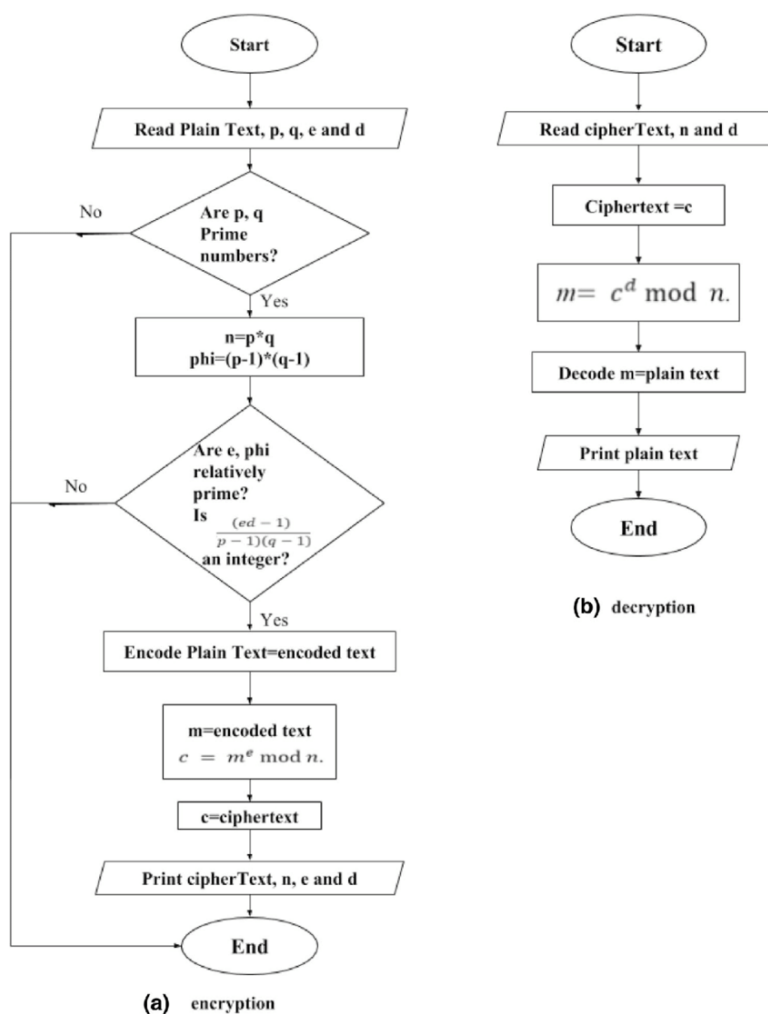 Start
Read Plain Text, p, q, e and d
Are p, q
Prime
numbers?
No
Yes
n=p*q
phi=(p-1)*(q-1)
Are e, phi
relatively
prime?
Is
(ed − 1)
p − 1)(q − 1)
an integer?
No
Yes
Encode Plain Text=encoded text
m=encoded text
c = m^e mod n.
c=ciphertext
Print cipherText, n, e and d
End
(a) encryption
Start
Read cipherText, n and d
Ciphertext =c
m= c^d mod n.
Decode m=plain text
Print plain text
End
(b) decryption